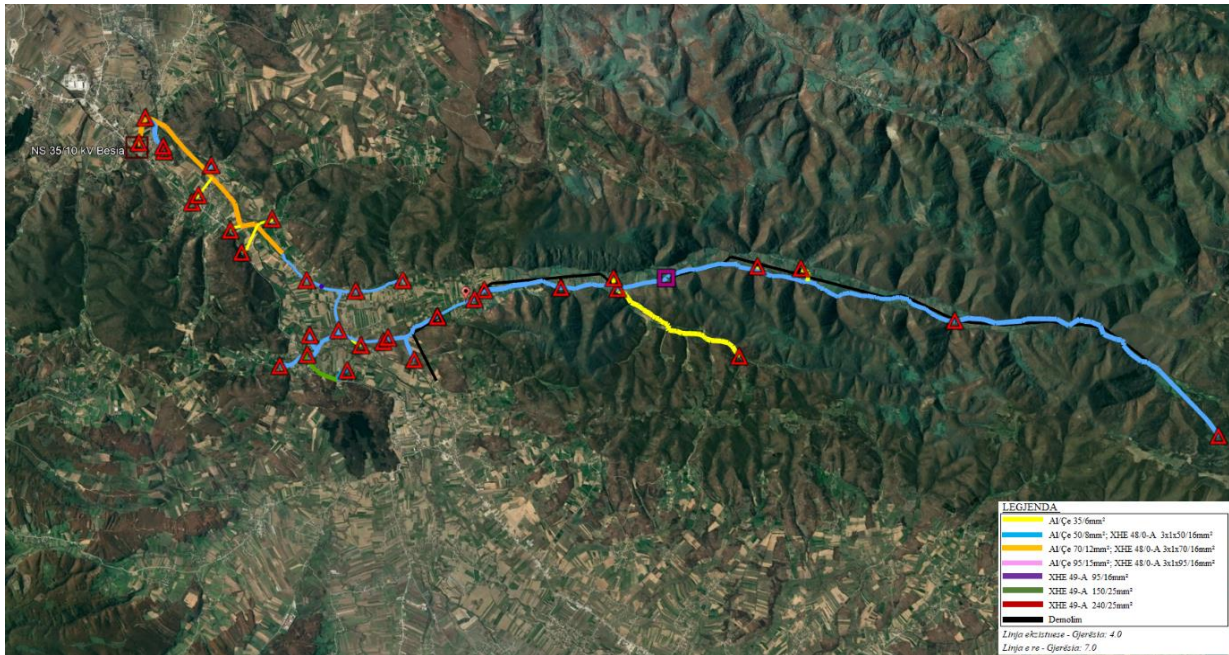 NS 35/10 kV Besia
LEGJENDA
Al/Çe 35/6mm²
Al/Çe 50/8mm²; XHE 48/0-A 3x1x50/16mm²
Al/Çe 70/12mm²; XHE 48/0-A 3x1x70/16mm²
Al/Çe 95/15mm²; XHE 48/0-A 3x1x95/16mm²
XHE 49-A 95/16mm²
XHE 49-A 150/25mm²
XHE 49-A 240/25mm²
Demolim
Linja ekzistuese - Gjerësia: 4.0
Linja e re - Gjerësia: 7.0